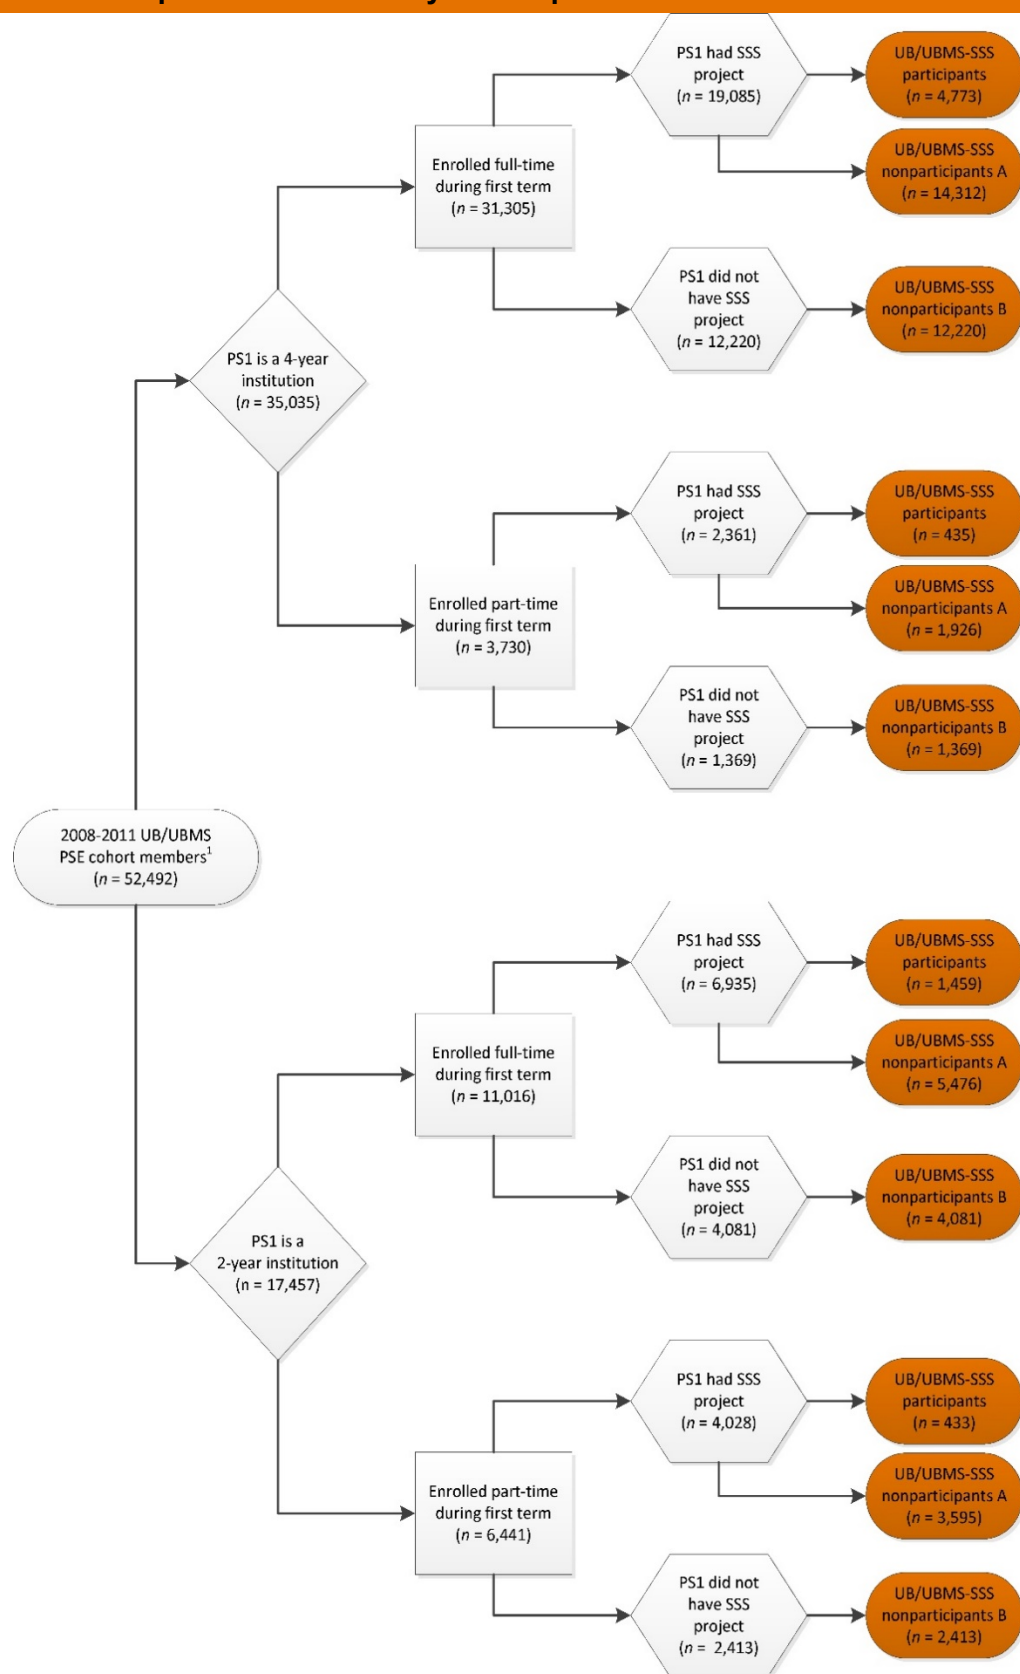 2008-2011 UB/UBMS
PSE cohort members¹
(n = 52,492)
PS1 is a 4-year
institution
(n = 35,035)
Enrolled full-time
during first term
(n = 31,305)
PS1 had SSS
project
(n = 19,085)
UB/UBMS-SSS
participants
(n = 4,773)
UB/UBMS-SSS
nonparticipants A
(n = 14,312)
PS1 did not
have SSS
project
(n = 12,220)
UB/UBMS-SSS
nonparticipants B
(n = 12,220)
Enrolled part-time
during first term
(n = 3,730)
PS1 had SSS
project
(n = 2,361)
UB/UBMS-SSS
participants
(n = 435)
UB/UBMS-SSS
nonparticipants A
(n = 1,926)
PS1 did not
have SSS
project
(n = 1,369)
UB/UBMS-SSS
nonparticipants B
(n = 1,369)
PS1 is a
2-year institution
(n = 17,457)
Enrolled full-time
during first term
(n = 11,016)
PS1 had SSS
project
(n = 6,935)
UB/UBMS-SSS
participants
(n = 1,459)
UB/UBMS-SSS
nonparticipants A
(n = 5,476)
PS1 did not
have SSS
project
(n = 4,081)
UB/UBMS-SSS
nonparticipants B
(n = 4,081)
Enrolled part-time
during first term
(n = 6,441)
PS1 had SSS
project
(n = 4,028)
UB/UBMS-SSS
participants
(n = 433)
UB/UBMS-SSS
nonparticipants A
(n = 3,595)
PS1 did not
have SSS
project
(n = 2,413)
UB/UBMS-SSS
nonparticipants B
(n = 2,413)